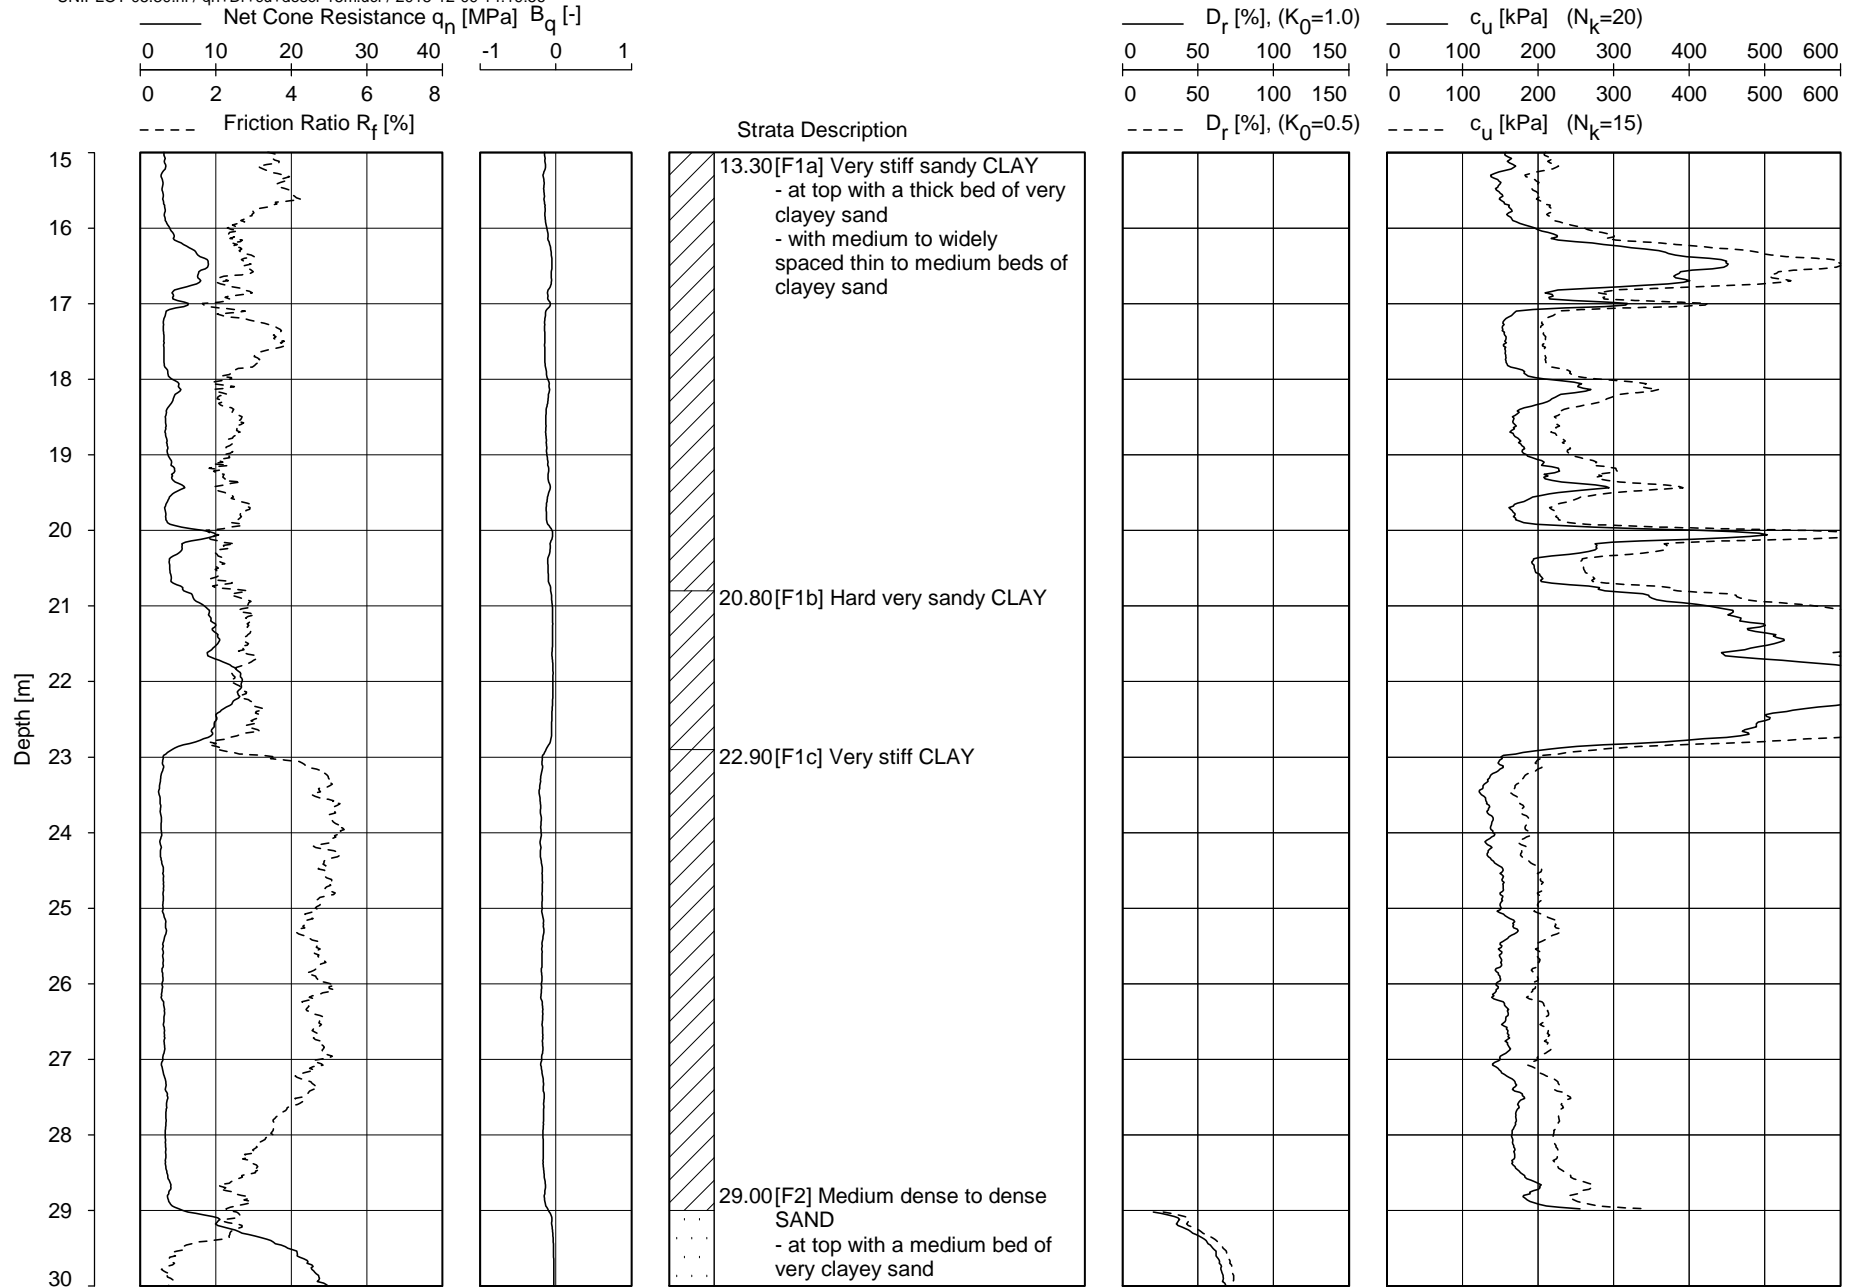 Net Cone Resistance qn [MPa] Bq [-]
Dr [%], (K0=1.0)
cu [kPa] (Nk=20)
0 10 20 30 40
-1 0 1
0 50 100 150
100 200 300 400 500 600
0 2 4 6 8
0 50 100 150
100 200 300 400 500 600
Friction Ratio Rf [%]
Strata Description
Dr [%], (K0=0.5)
cu [kPa] (Nk=15)
15
13.30 [F1a] Very stiff sandy CLAY
- at top with a thick bed of very
clayey sand
16
- with medium to widely
spaced thin to medium beds of
clayey sand
17
18
19
20
20.80 [F1b] Hard very sandy CLAY
21
22
Depth [m]
22.90 [F1c] Very stiff CLAY
23
24
25
26
27
28
29.00 [F2] Medium dense to dense
29
SAND
- at top with a medium bed of
very clayey sand
30